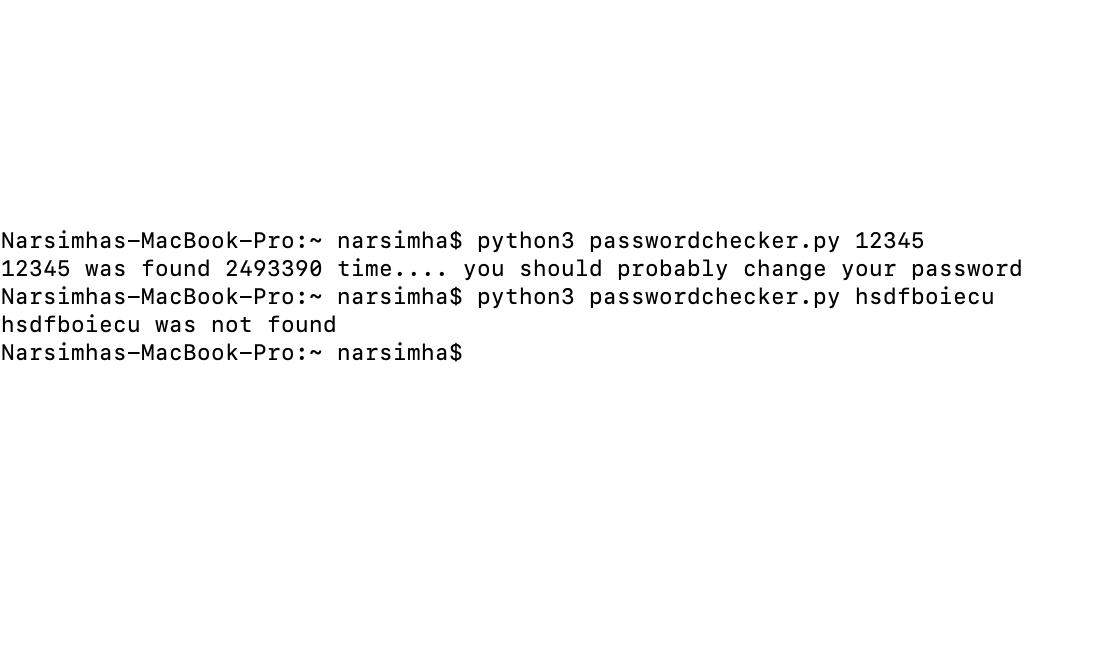 Narsimhas-MacBook-Pro:~ narsimha$ python3 passwordchecker.py 12345
12345 was found 2493390 time.... you should probably change your password
Narsimhas-MacBook-Pro:~ narsimha$ python3 passwordchecker.py hsdfboiecu
hsdfboiecu was not found
Narsimhas-MacBook-Pro:~ narsimha$